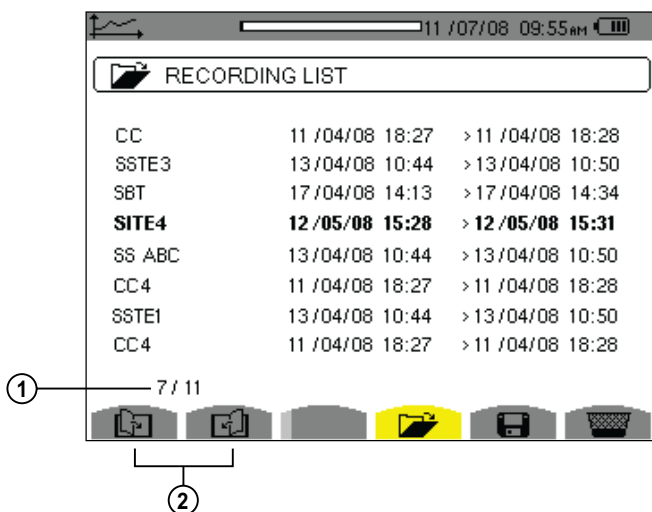 11 /07/08 09:55AM
RECORDING LIST
CC 11 /04/08 18:27 >11 /04/08 18:28
SSTE3 13/04/08 10:44 >13/04/08 10:50
SBT 17/04/08 14:13 >17/04/08 14:34
SITE4 12/05/08 15:28 >12/05/08 15:31
SS ABC 13/04/08 10:44 >13/04/08 10:50
CC4 11 /04/08 18:27 >11 /04/08 18:28
SSTE1 13/04/08 10:44 >13/04/08 10:50
CC4 11 /04/08 18:27 >11 /04/08 18:28
1 7/ 11
2